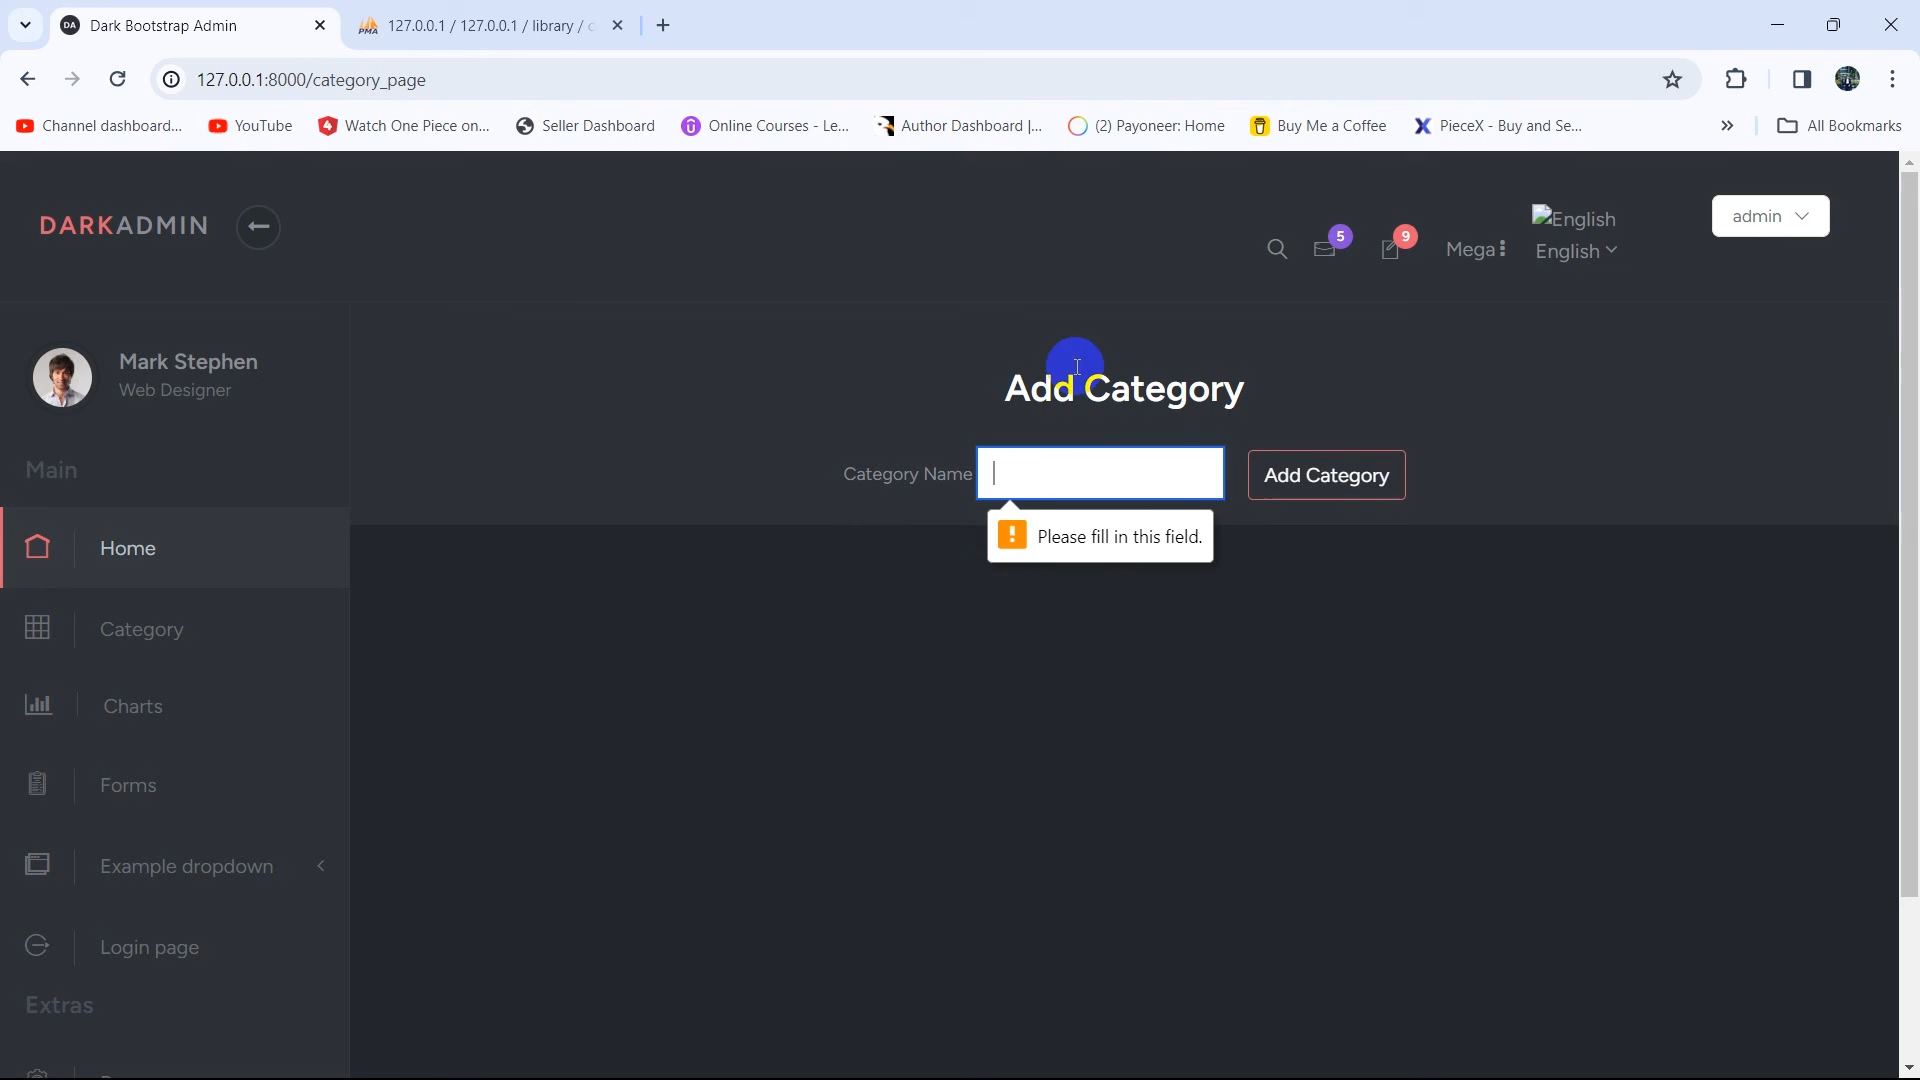 DA Dark Bootstrap Admin
PMA 127.0.0.1 / 127.0.0.1 / library / c
127.0.0.1:8000/category_page
Channel dashboard... YouTube Watch One Piece on... Seller Dashboard Online Courses - Le... Author Dashboard |... (2) Payoneer: Home Buy Me a Coffee PieceX - Buy and Se... » All Bookmarks
DARKADMIN
5
9
Mega
English
English
admin
Mark Stephen
Web Designer
Add Category
Category Name
Add Category
Please fill in this field.
Main
Home
Category
Charts
Forms
Example dropdown
Login page
Extras